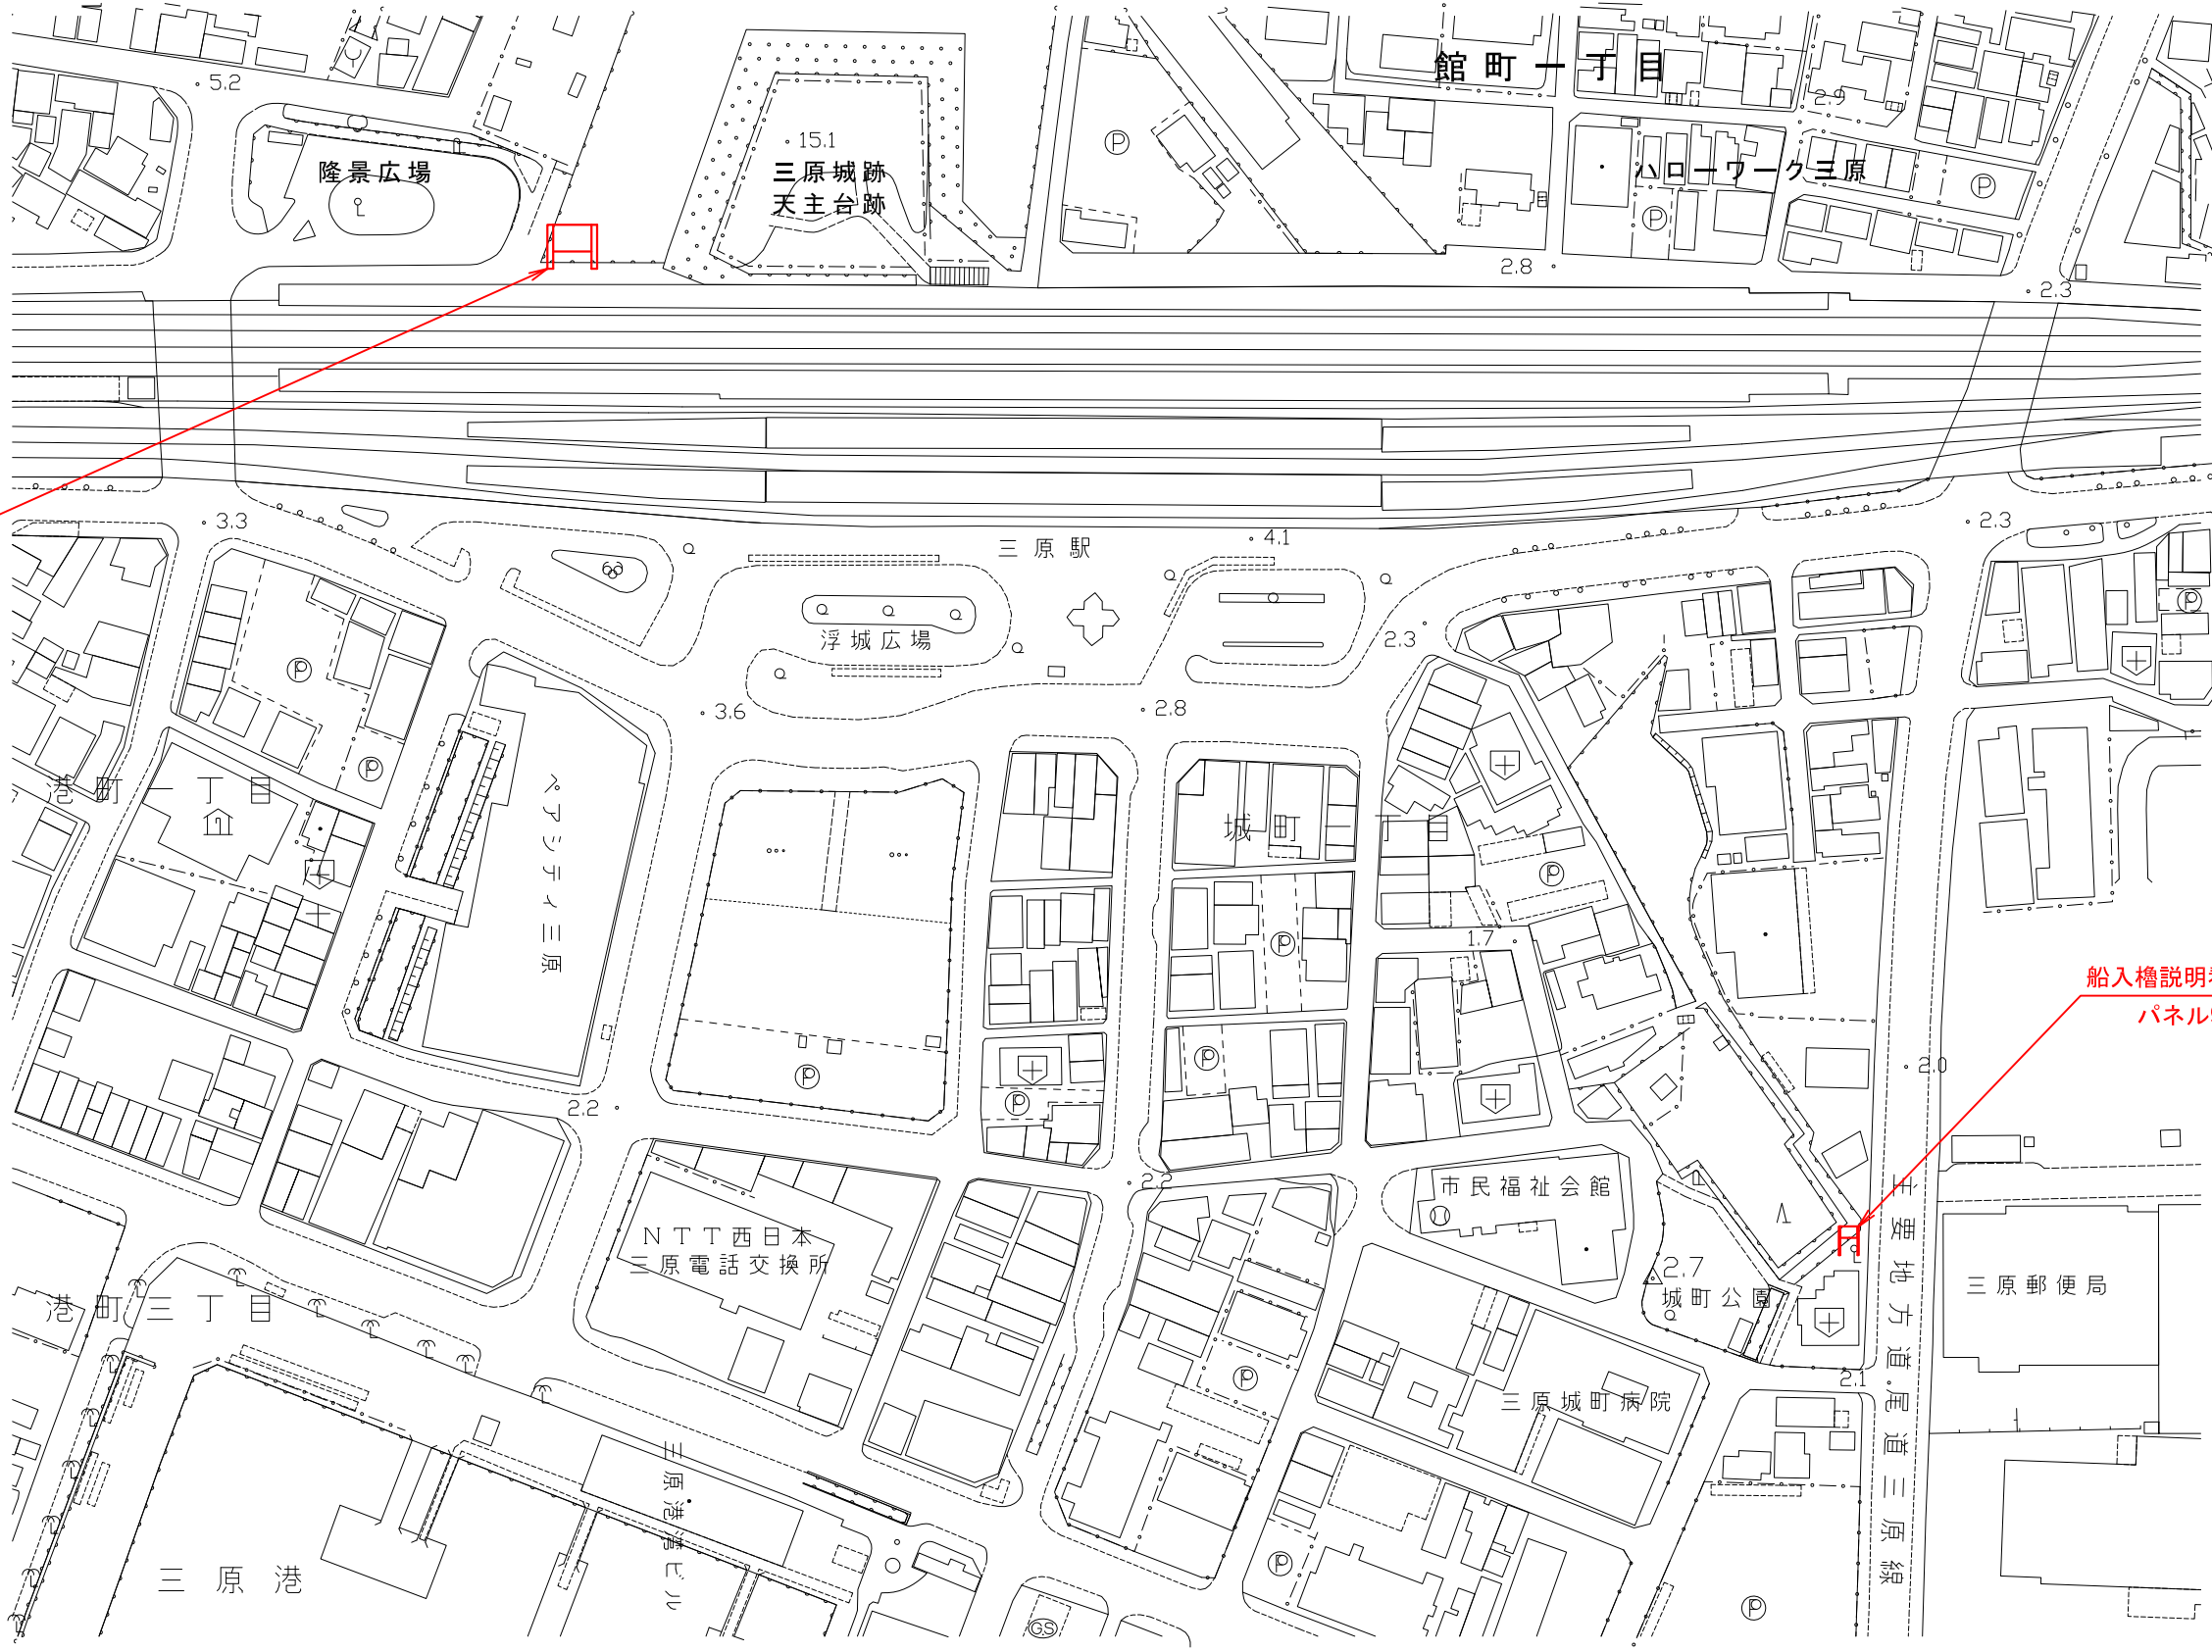 館町一丁目
2.9
5.2
15.1
隆景広場
三原城跡
天主台跡
ハローワーク三原
P
P
P
2.8
2.3
3.3
三原駅
4.1
2.3
浮城広場
2.3
P
P
3.6
2.8
P
港町一丁目
ペアシティ三原
城町一丁目
P
P
1.7
船入櫓説明
パネル
P
P
P
2.0
2.2
2.2
市民福祉会館
主要地方道尾道三原線
NTT西日本
三原電話交換所
2.7
城町公園
三原郵便局
港町三丁目
P
2.1
三原城町病院
三原港湾ビル
三原港
P
P
GS